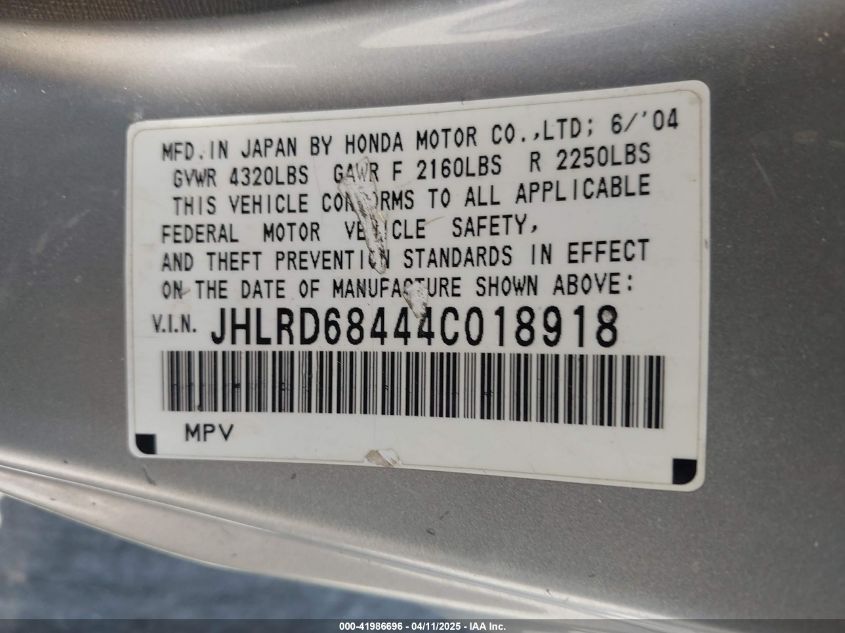 MFD. IN JAPAN BY HONDA MOTOR CO.,LTD; 6/'04
GVWR 4320LBS GAWR F 2160LBS R 2250LBS
THIS VEHICLE CONFORMS TO ALL APPLICABLE
FEDERAL MOTOR VEHICLE SAFETY,
AND THEFT PREVENTION STANDARDS IN EFFECT
ON THE DATE OF MANUFACTURE SHOWN ABOVE:
V.I.N. JHLRD68444C018918
MPV
000-41986696 - 04/11/2025 - IAA Inc.